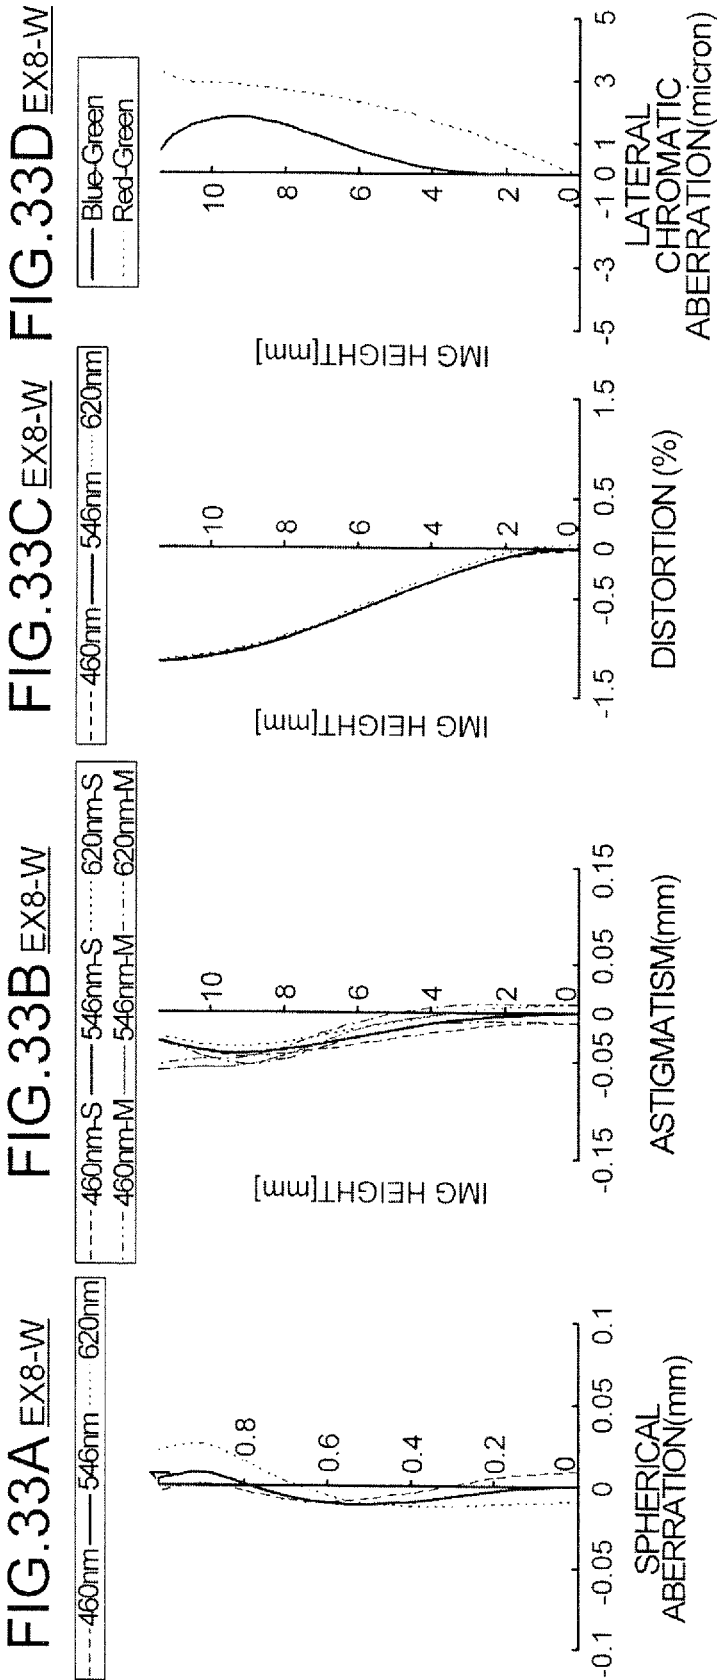 FIG.33A EX8-W
460nm 546nm 620nm
0.8
0.6
0.4
0.2
0
-0.1 -0.05 0 0.05 0.1
SPHERICAL
ABERRATION(mm)
FIG.33B EX8-W
460nm-S 546nm-S 620nm-S
460nm-M 546nm-M 620nm-M
IMG HEIGHT[mm]
10
8
6
4
2
0
-0.15 -0.05 0 0.05 0.15
ASTIGMATISM(mm)
FIG.33C EX8-W
460nm 546nm 620nm
IMG HEIGHT[mm]
10
8
6
4
2
0
-1.5 -0.5 0 0.5 1.5
DISTORTION (%)
FIG.33D EX8-W
Blue-Green
Red-Green
IMG HEIGHT[mm]
10
8
6
4
2
0
-5 -3 -1 0 1 3 5
LATERAL
CHROMATIC
ABERRATION(micron)